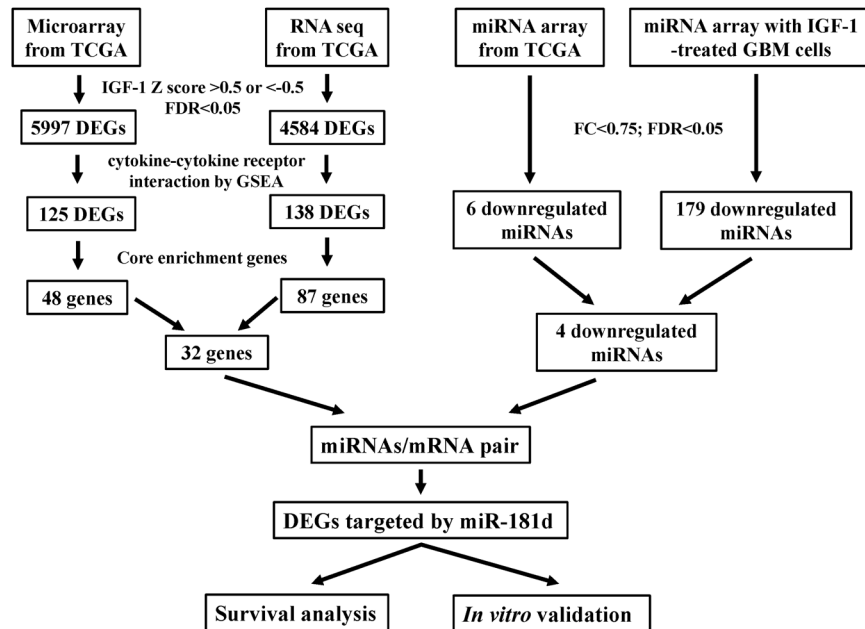 Microarray
from TCGA
RNA seq
from TCGA
miRNA array
from TCGA
miRNA array with IGF-1
-treated GBM cells
IGF-1 Z score >0.5 or <-0.5
FDR<0.05
5997 DEGs
4584 DEGs
FC<0.75; FDR<0.05
cytokine-cytokine receptor
interaction by GSEA
125 DEGs
138 DEGs
6 downregulated
miRNAs
179 downregulated
miRNAs
Core enrichment genes
48 genes
87 genes
32 genes
4 downregulated
miRNAs
miRNAs/mRNA pair
DEGs targeted by miR-181d
Survival analysis
In vitro validation